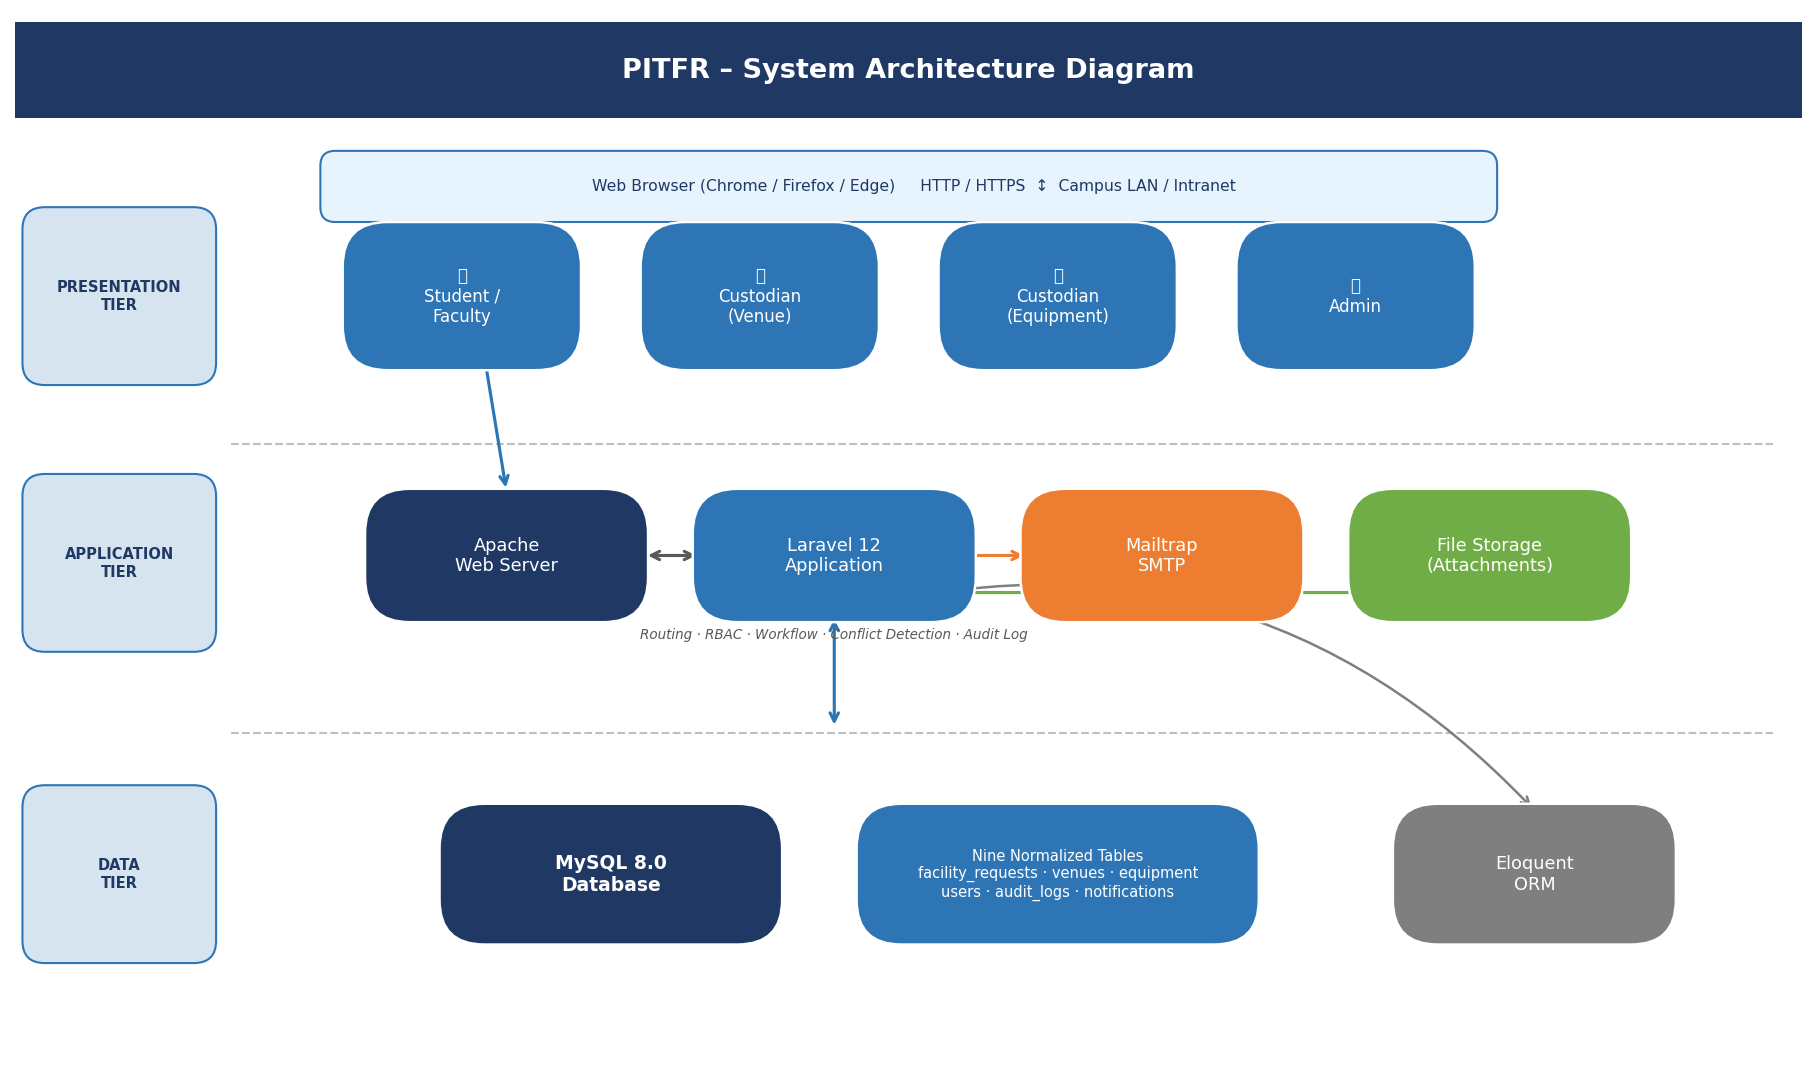 PITFR – System Architecture Diagram
Web Browser (Chrome / Firefox / Edge)     HTTP / HTTPS  ↕  Campus LAN / Intranet
PRESENTATION
TIER
Student /
Faculty
Custodian
(Venue)
Custodian
(Equipment)
Admin
APPLICATION
TIER
Apache
Web Server
Laravel 12
Application
Mailtrap
SMTP
File Storage
(Attachments)
Routing · RBAC · Workflow · Conflict Detection · Audit Log
DATA
TIER
MySQL 8.0
Database
Nine Normalized Tables
facility_requests · venues · equipment
users · audit_logs · notifications
Eloquent
ORM